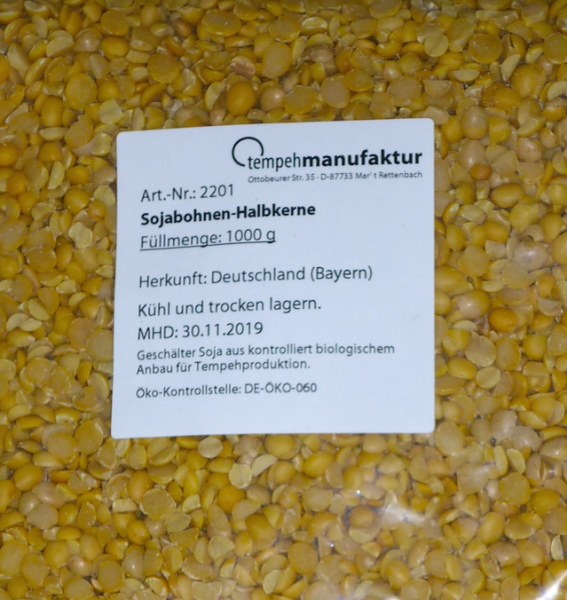 tempehmanufaktur
Ottobeurer Str. 35 · D-87733 Mar' t Rettenbach
Art.-Nr.: 2201
Sojabohnen-Halbkerne
Füllmenge: 1000 g
Herkunft: Deutschland (Bayern)
Kühl und trocken lagern.
MHD: 30.11.2019
Geschälter Soja aus kontrolliert biologischem
Anbau für Tempehproduktion.
Öko-Kontrollstelle: DE-ÖKO-060